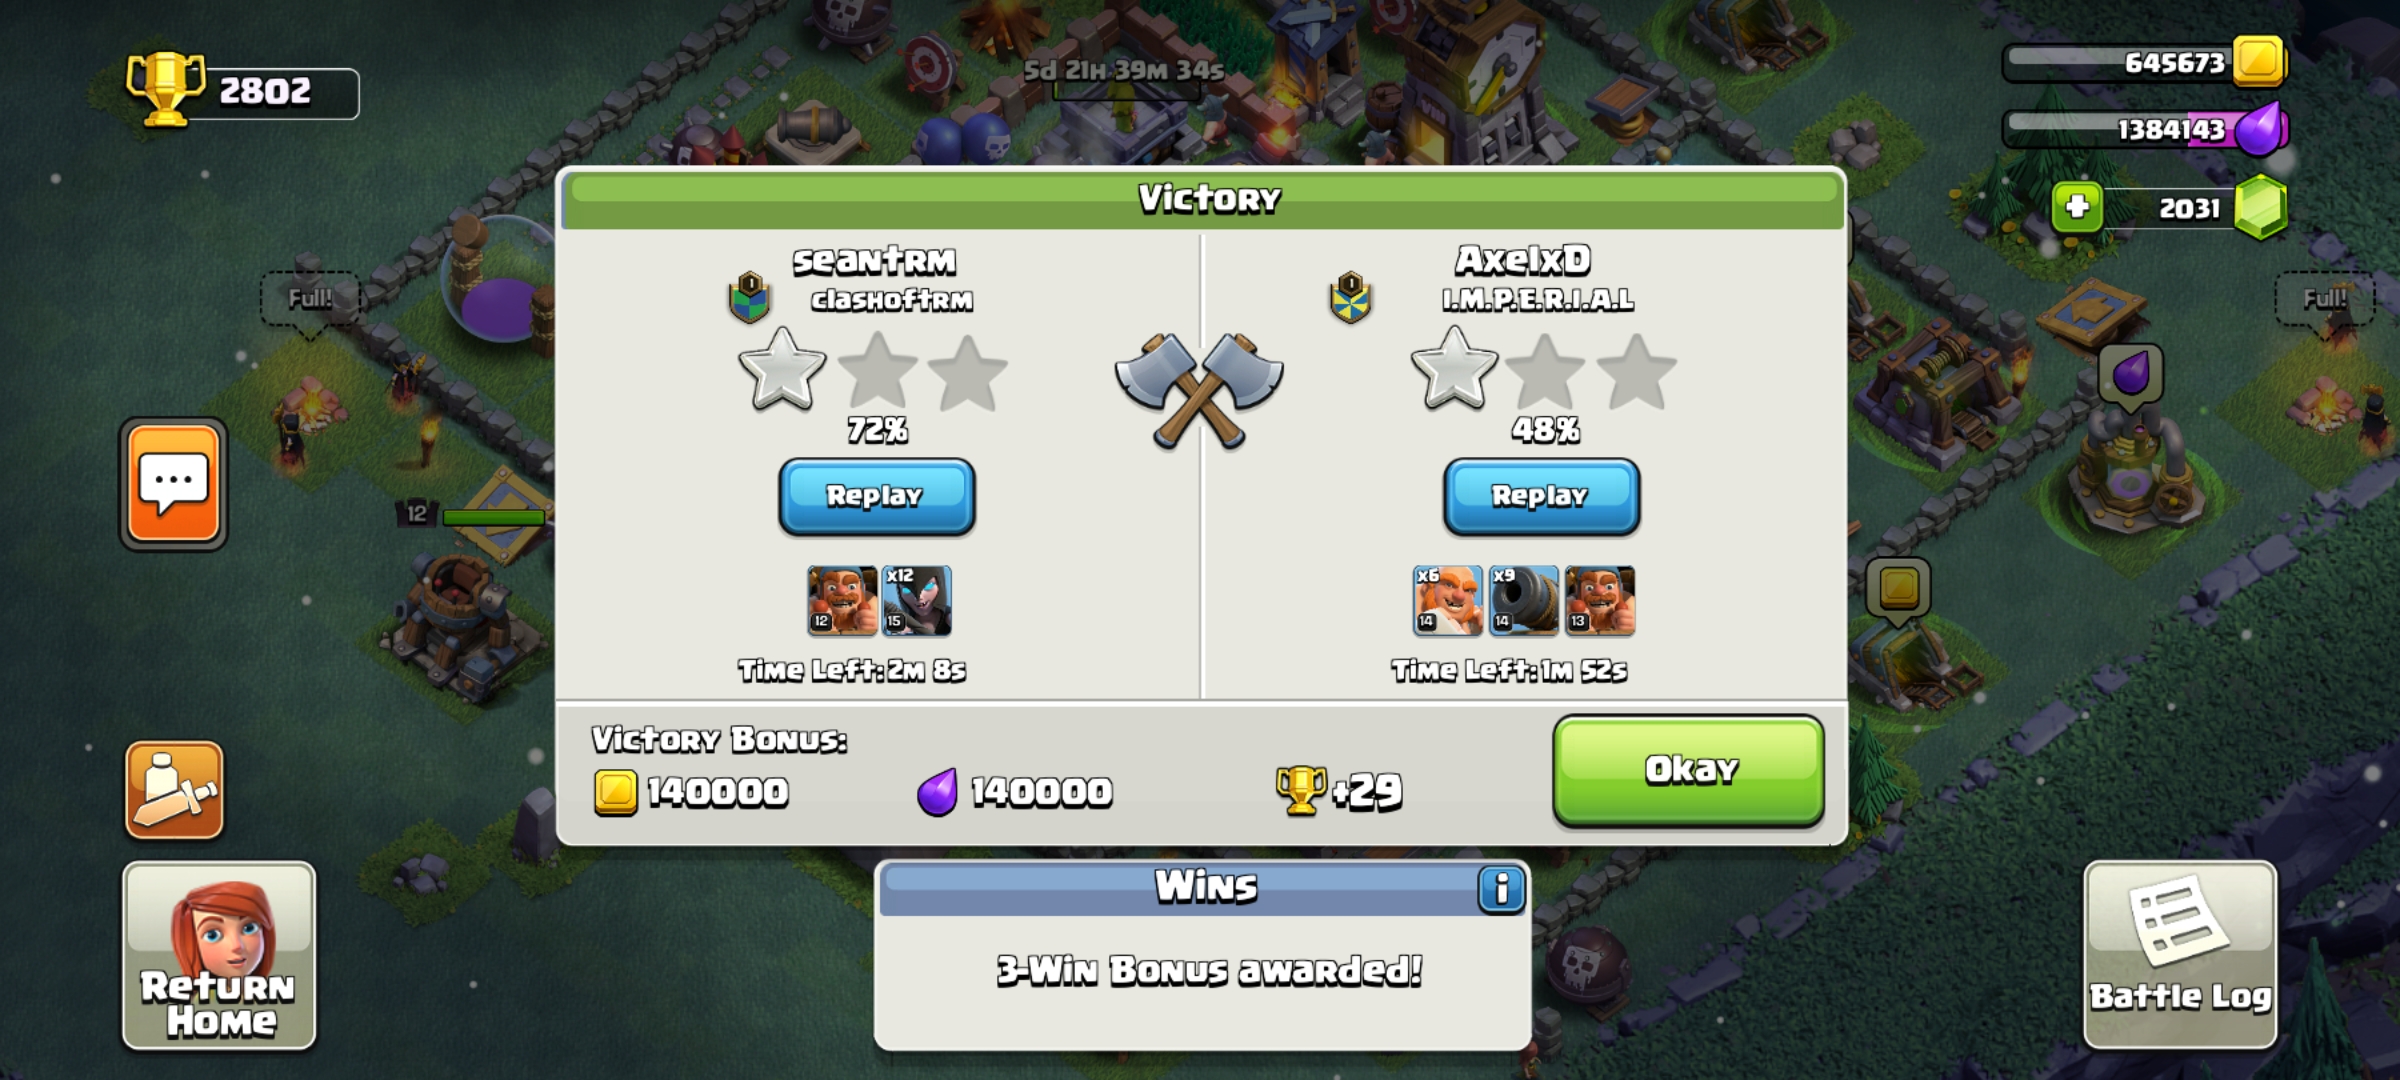 2802
5d 21H 39M 34s
645673
1384143
2031
Victory
seantrm
clashoftrm
AxelxD
I.M.P.E.R.I.A.L
1
1
Full!
Full!
72%
48%
Replay
Replay
12
x12
15
x6
14
x9
14
13
12
Time Left: 2M 8s
Time Left: 1M 52s
Victory Bonus:
140000
140000
+29
Okay
Wins
i
3-Win Bonus awarded!
Return
Home
Battle Log